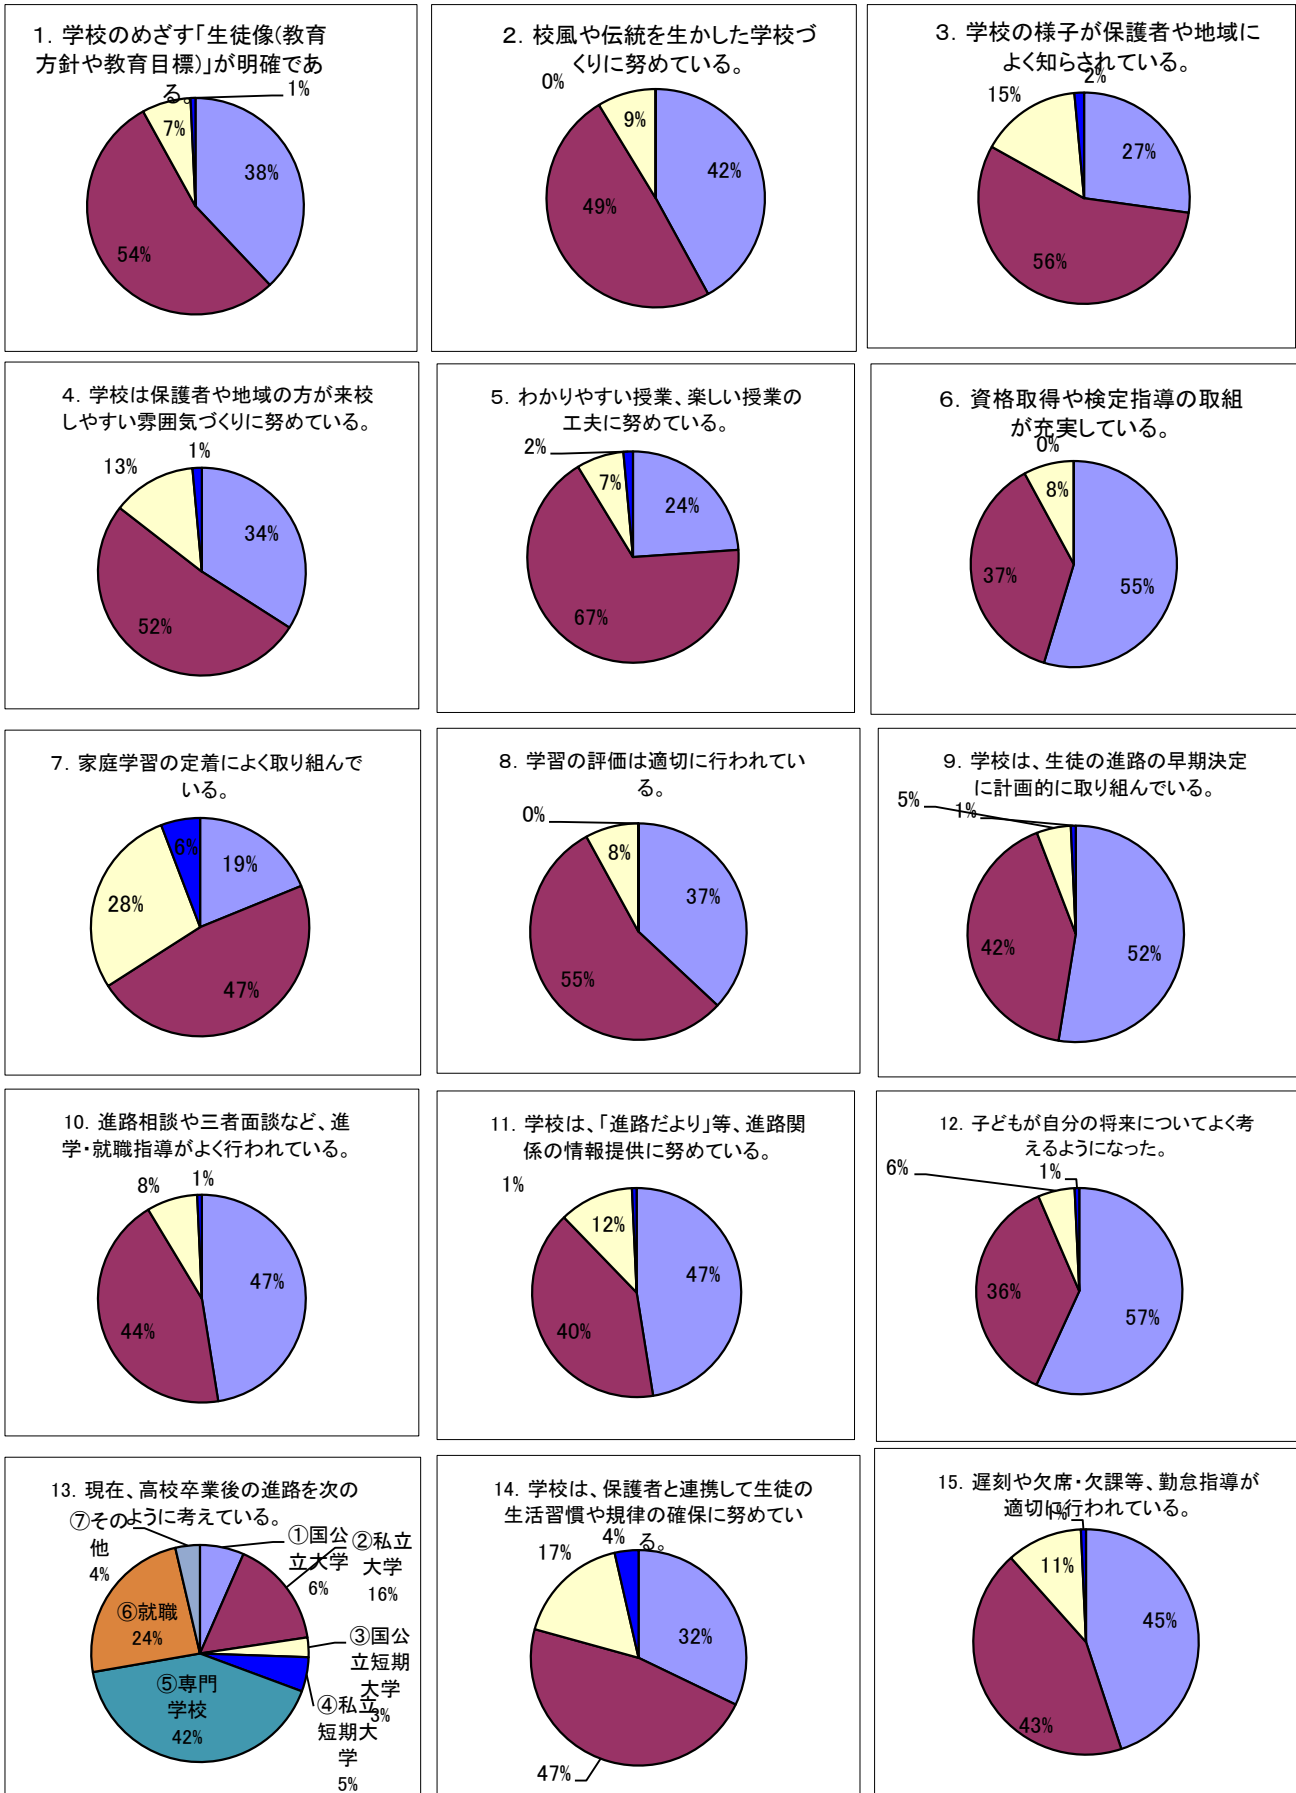 1. 学校のめざす「生徒像(教育
方針や教育目標)」が明確であ
る。
1%
7%
38%
54%
2. 校風や伝統を生かした学校づ
くりに努めている。
0%
9%
42%
49%
3. 学校の様子が保護者や地域に
よく知らされている。
2%
15%
27%
56%
4. 学校は保護者や地域の方が来校
しやすい雰囲気づくりに努めている。
1%
13%
34%
52%
5. わかりやすい授業、楽しい授業の
工夫に努めている。
2%
7%
24%
67%
6. 資格取得や検定指導の取組
が充実している。
0%
8%
37%
55%
7. 家庭学習の定着によく取り組んで
いる。
6%
19%
28%
47%
8. 学習の評価は適切に行われてい
る。
0%
8%
37%
55%
9. 学校は、生徒の進路の早期決定
に計画的に取り組んでいる。
5%
1%
42%
52%
10. 進路相談や三者面談など、進
学・就職指導がよく行われている。
8%
1%
47%
44%
11. 学校は、「進路だより」等、進路関
係の情報提供に努めている。
1%
12%
47%
40%
12. 子どもが自分の将来についてよく考
えるようになった。
6%
1%
36%
57%
13. 現在、高校卒業後の進路を次の
ように考えている。
⑦その
他
4%
①国公
立大学
6%
②私立
大学
16%
⑥就職
24%
③国公
立短期
大学
3%
⑤専門
学校
42%
④私立
短期大
学
5%
14. 学校は、保護者と連携して生徒の
生活習慣や規律の確保に努めてい
る。
4%
17%
32%
47%
15. 遅刻や欠席・欠課等、勤怠指導が
適切に行われている。
1%
11%
45%
43%